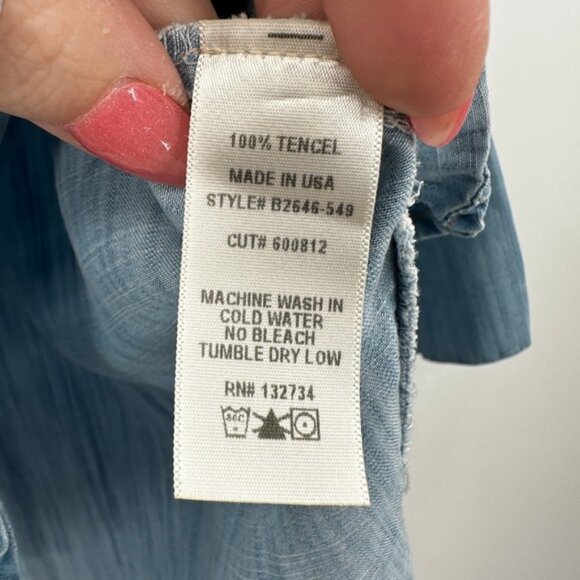 100% TENCEL
MADE IN USA
STYLE# B2646-549
CUT# 600812
MACHINE WASH IN
COLD WATER
NO BLEACH
TUMBLE DRY LOW
RN# 132734